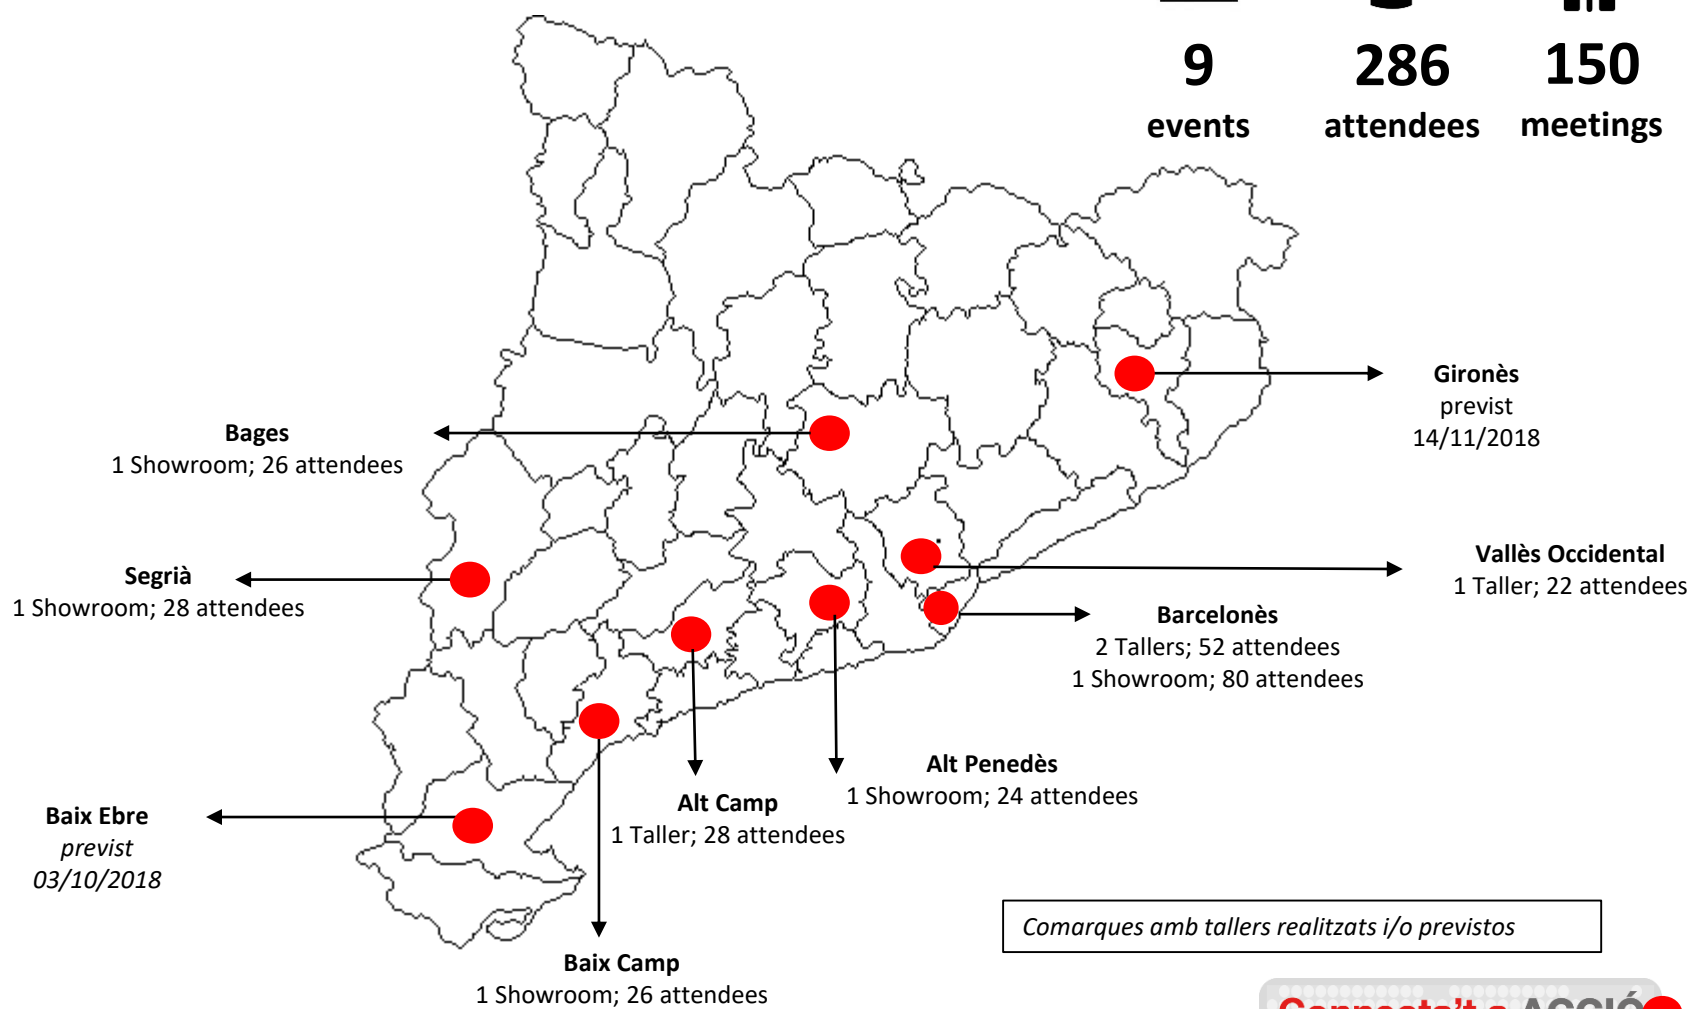 9
events
286
attendees
150
meetings
Gironès
previst
14/11/2018
Bages
1 Showroom; 26 attendees
Segrià
1 Showroom; 28 attendees
Vallès Occidental
1 Taller; 22 attendees
Barcelonès
2 Tallers; 52 attendees
1 Showroom; 80 attendees
Alt Penedès
1 Showroom; 24 attendees
Alt Camp
1 Taller; 28 attendees
Baix Ebre
previst
03/10/2018
Baix Camp
1 Showroom; 26 attendees
Comarques amb tallers realitzats i/o previstos
Connecta't a ACCIÓ